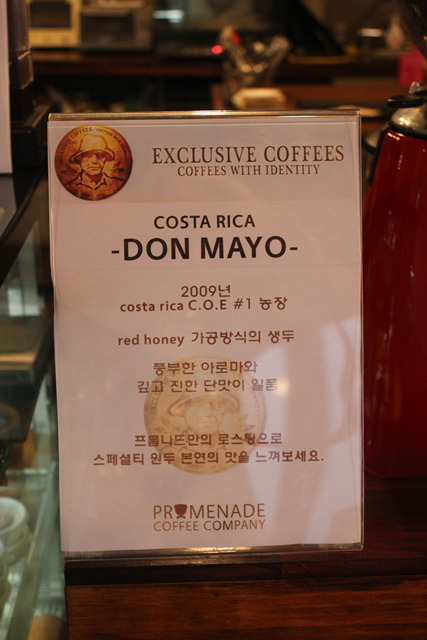 EXCLUSIVE COFFEES
COFFEES WITH IDENTITY
COSTA RICA
-DON MAYO-
2009년
costa rica C.O.E #1 농장
red honey 가공방식의 생두
풍부한 아로마와
깊고 진한 단맛이 일품
프롬나드만의 로스팅으로
스페셜티 원두 본연의 맛을 느껴보세요.
PROMENADE
COFFEE COMPANY